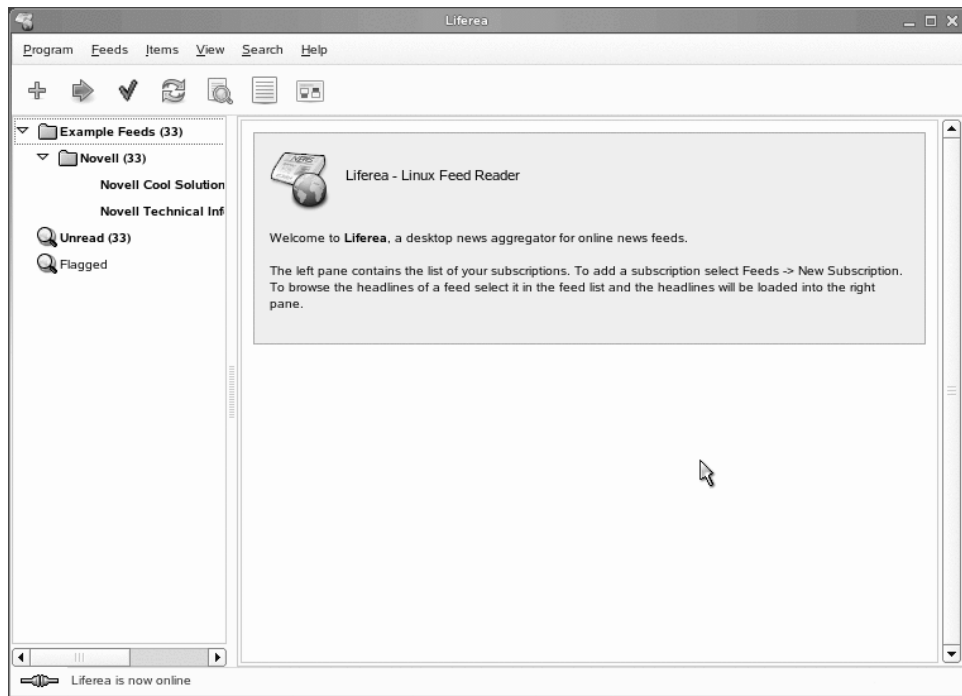 Liferea
Program Feeds Items View Search Help
Example Feeds (33)
Novell (33)
Novell Cool Solution
Novell Technical Inf
Unread (33)
Flagged
NEWS
Liferea - Linux Feed Reader
Welcome to Liferea, a desktop news aggregator for online news feeds.
The left pane contains the list of your subscriptions. To add a subscription select Feeds -> New Subscription.
To browse the headlines of a feed select it in the feed list and the headlines will be loaded into the right
pane.
Liferea is now online